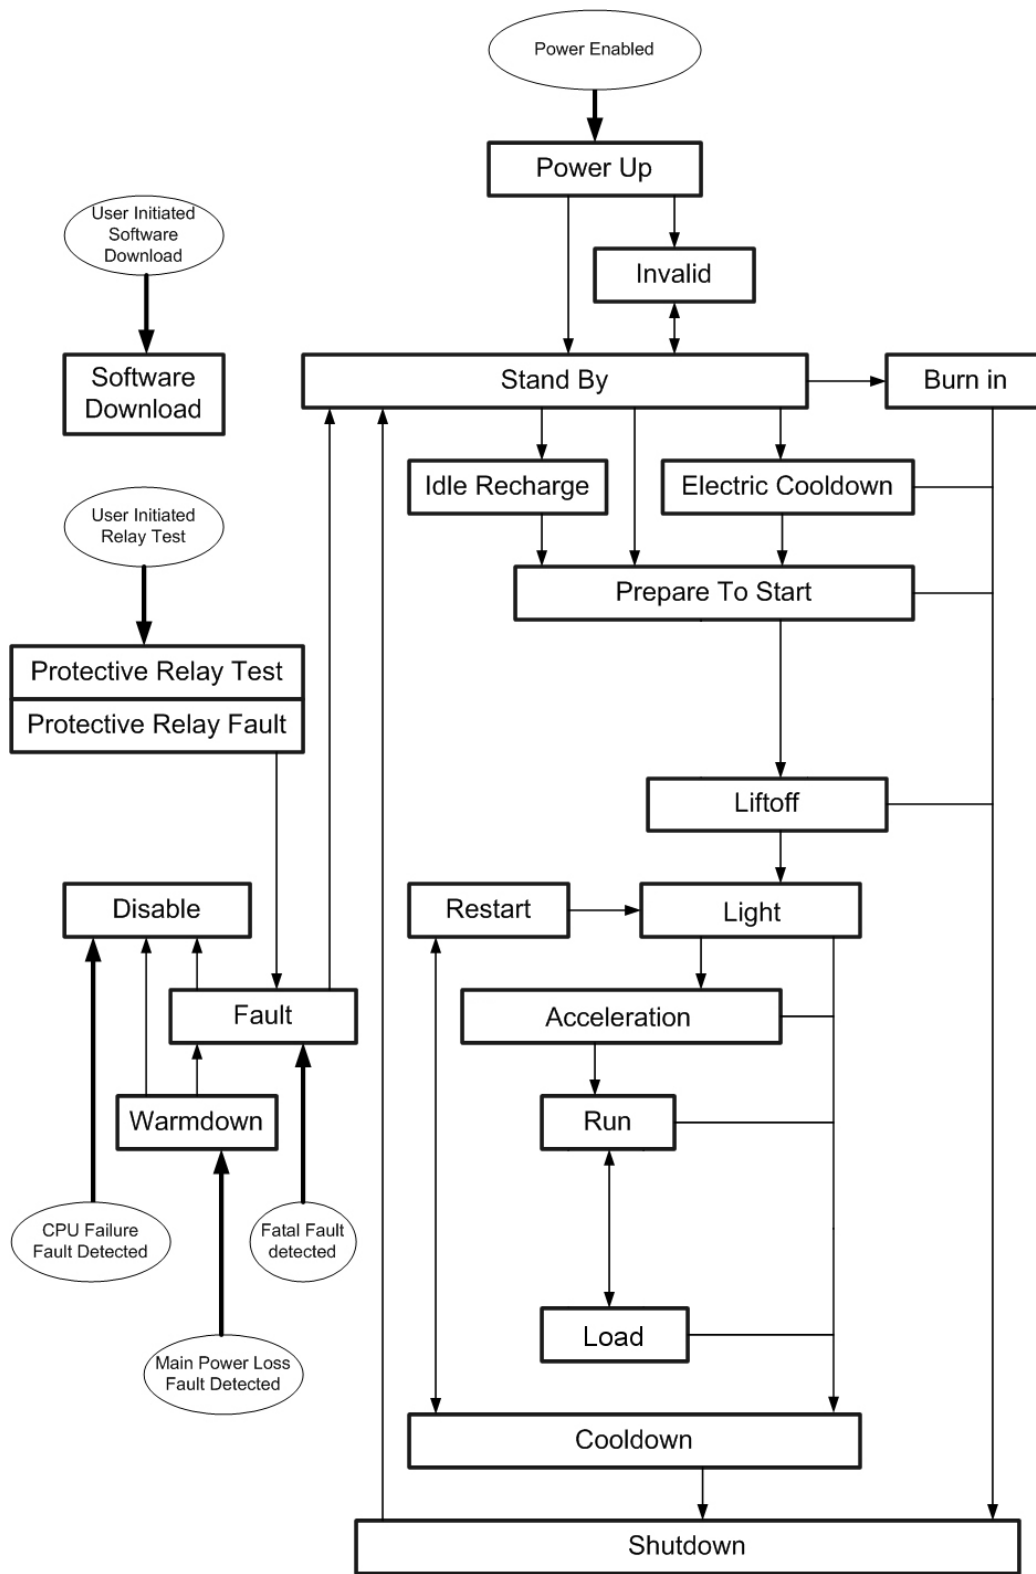 Power Enabled
Power Up
User Initiated
Software
Download
Invalid
Software
Download
Stand By
Burn in
Idle Recharge
Electric Cooldown
User Initiated
Relay Test
Prepare To Start
Protective Relay Test
Protective Relay Fault
Liftoff
Disable
Restart
Light
Fault
Acceleration
Warmdown
Run
CPU Failure
Fault Detected
Fatal Fault
detected
Load
Main Power Loss
Fault Detected
Cooldown
Shutdown